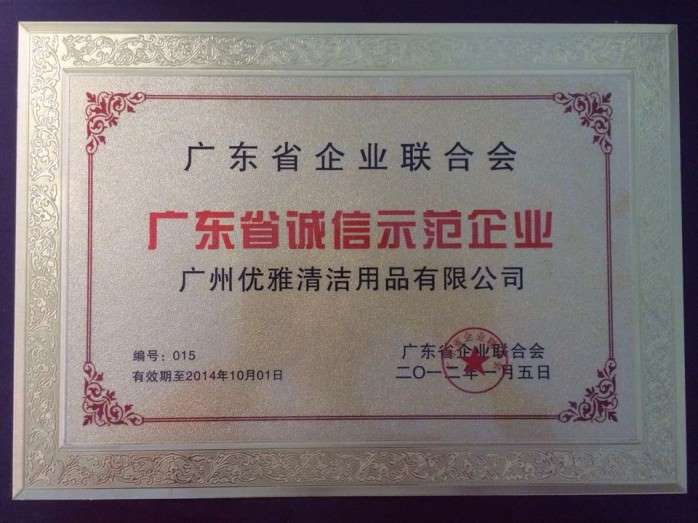 广东省企业联合会
广东省诚信示范企业
广州优雅清洁用品有限公司
编号：015
有效期至2014年10月01日
广东省企业联合会
二〇一二年一月五日